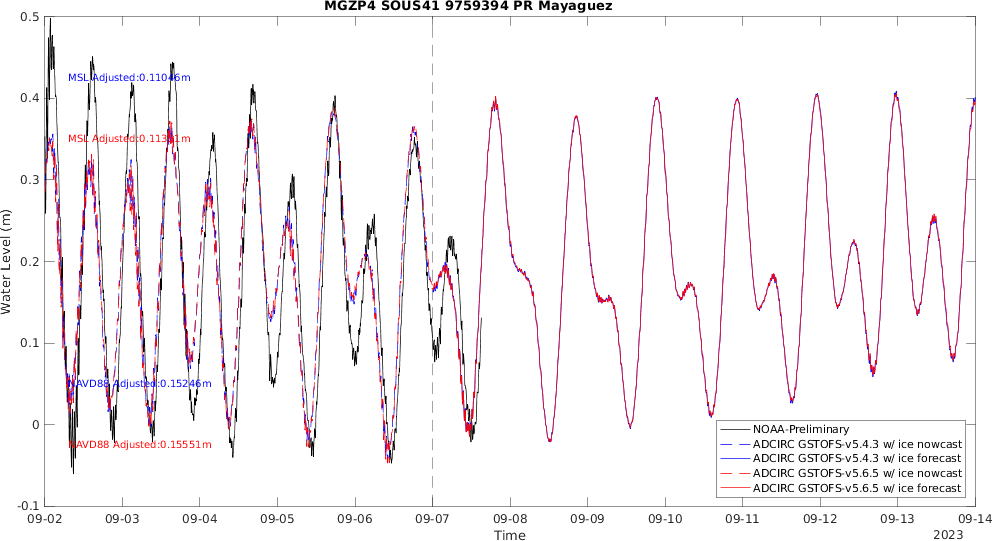 MGZP4 SOUS41 9759394 PR Mayaguez
0.5
0.4
0.3
0.2
0.1
0
-0.1
Water Level (m)
MSL Adjusted:0.11046m
NAVD88 Adjusted:0.15246m
NAVD88 Adjusted:0.15551m
NOAA-Preliminary
ADCIRC GSTOFS-v5.4.3 w/ ice nowcast
ADCIRC GSTOFS-v5.4.3 w/ ice forecast
ADCIRC GSTOFS-v5.6.5 w/ ice nowcast
ADCIRC GSTOFS-v5.6.5 w/ ice forecast
09-02 09-03 09-04 09-05 09-06 09-07 09-08 09-09 09-10 09-11 09-12 09-13 09-14
Time
2023